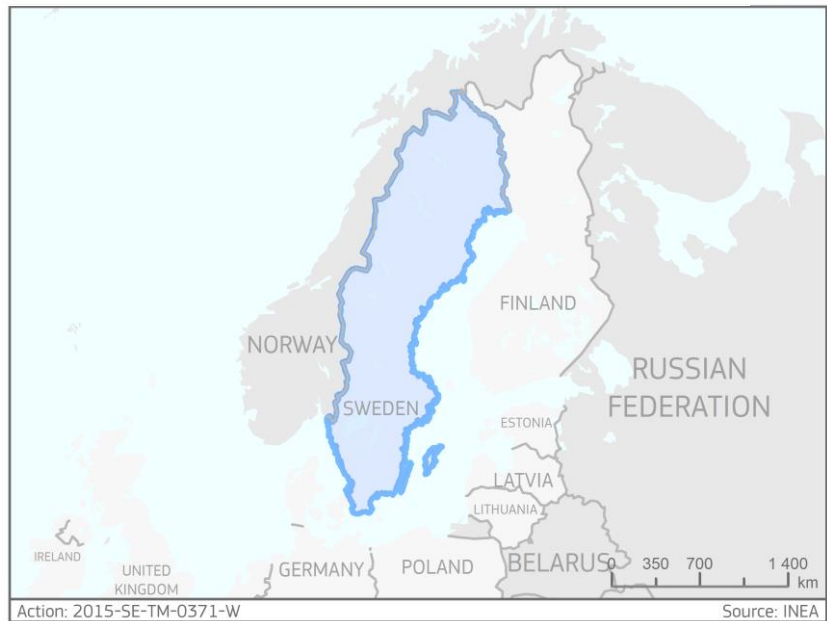 FINLAND
NORWAY
RUSSIAN
FEDERATION
SWEDEN
ESTONIA
LATVIA
LITHUANIA
IRELAND
UNITED
KINGDOM
GERMANY
POLAND
BELARUS
0 350 700 1 400
km
Action: 2015-SE-TM-0371-W
Source: INEA